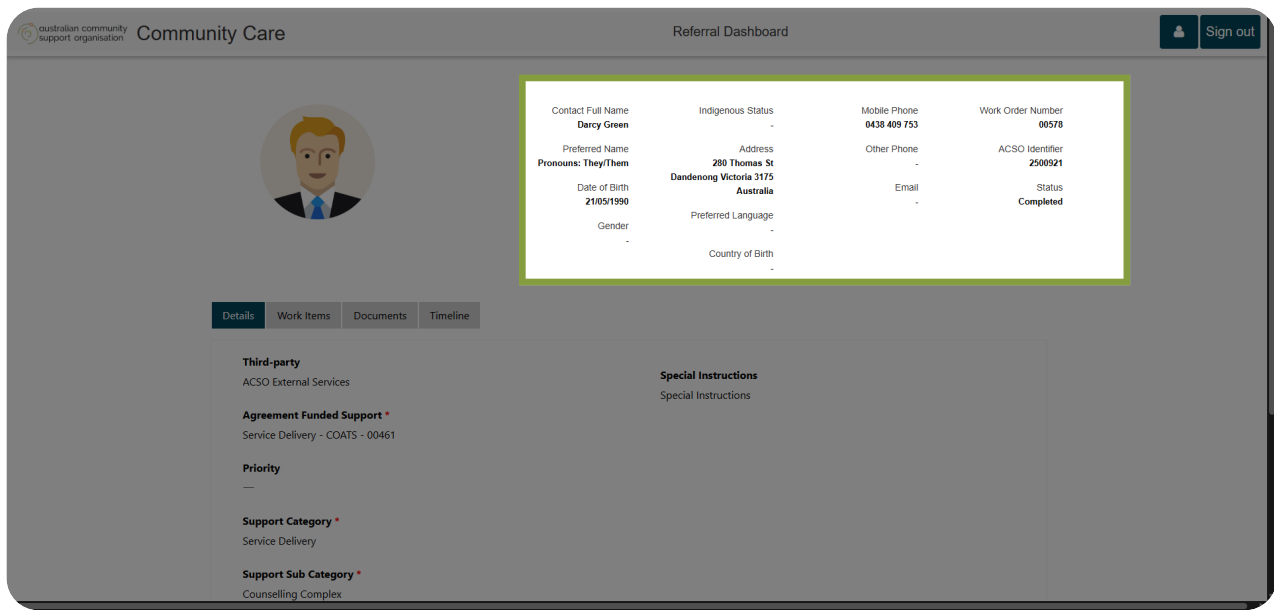 australian community
support organisation
Community Care
Referral Dashboard
Sign out
Contact Full Name
Darcy Green
Preferred Name
Pronouns: They/Them
Date of Birth
21/05/1990
Gender
-
Indigenous Status
-
Address
280 Thomas St
Dandenong Victoria 3175
Australia
Preferred Language
-
Country of Birth
-
Mobile Phone
0438 409 753
Other Phone
-
Email
-
Work Order Number
00578
ACSO Identifier
2500921
Status
Completed
Details
Work Items
Documents
Timeline
Third-party
ACSO External Services
Agreement Funded Support *
Service Delivery - COATS - 00461
Priority
—
Support Category *
Service Delivery
Support Sub Category *
Counselling Complex
Special Instructions
Special Instructions